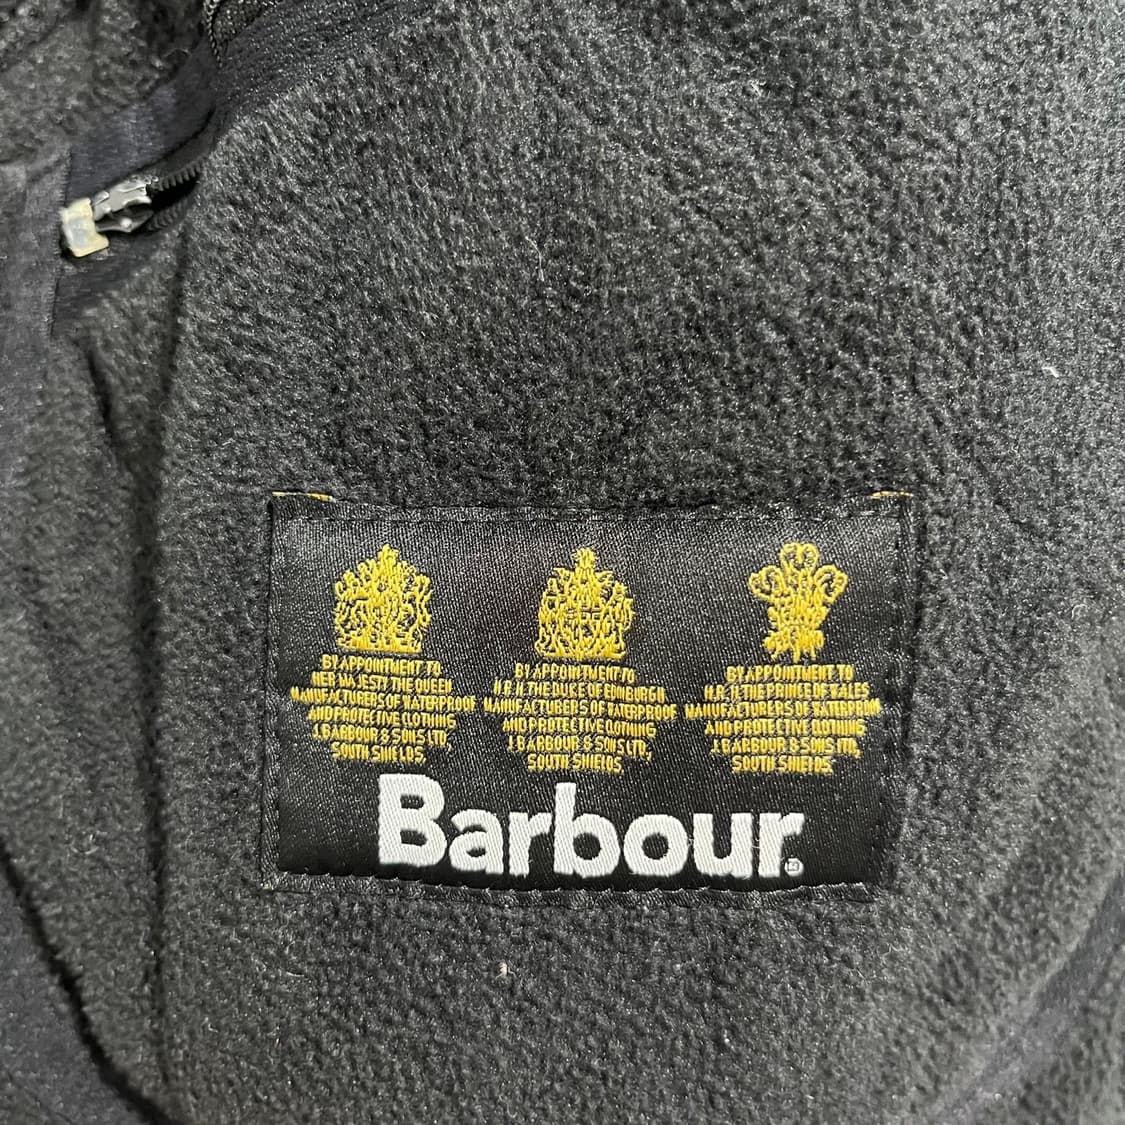 BY APPOINTMENT TO
HER MAJESTY THE QUEEN
MANUFACTURERS OF WATERPROOF
AND PROTECTIVE CLOTHING
J. BARBOUR & SONS LTD,
SOUTH SHIELDS.
BY APPOINTMENT TO
H.R.H. THE DUKE OF EDINBURGH
MANUFACTURERS OF WATERPROOF
AND PROTECTIVE CLOTHING
J. BARBOUR & SONS LTD,
SOUTH SHIELDS.
BY APPOINTMENT TO
H.R.H. THE PRINCE OF WALES
MANUFACTURERS OF WATERPROOF
AND PROTECTIVE CLOTHING
J. BARBOUR & SONS LTD,
SOUTH SHIELDS.
Barbour.